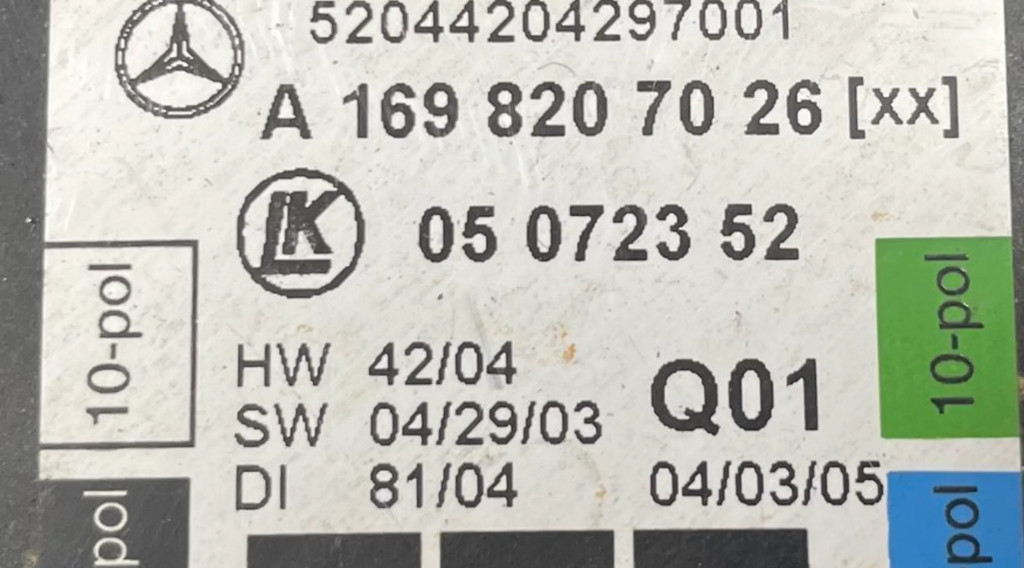 52044204297001
A 169 820 70 26 [xx]
LK
05 0723 52
10-pol
10-pol
HW 42/04
SW 04/29/03
Q01
DI 81/04
04/03/05
pol
pol